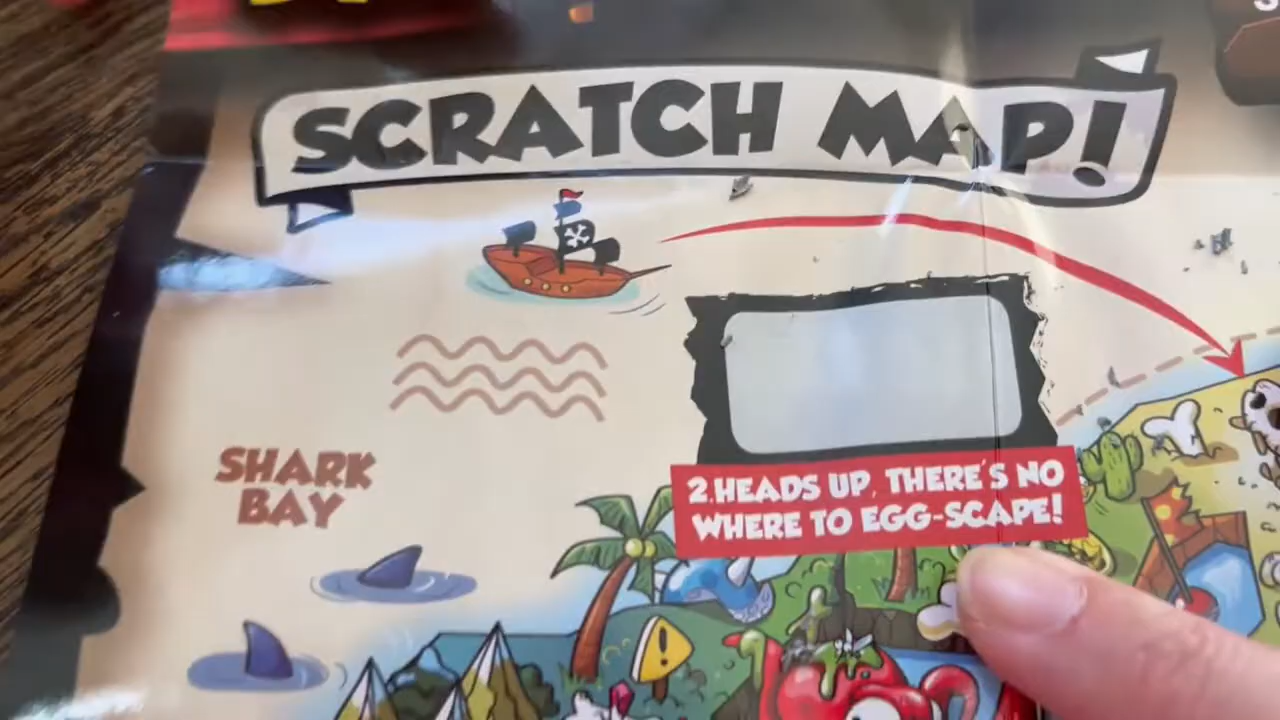 SCRATCH MAP!
SHARK
BAY
2.HEADS UP, THERE'S NO
WHERE TO EGG-SCAPE!